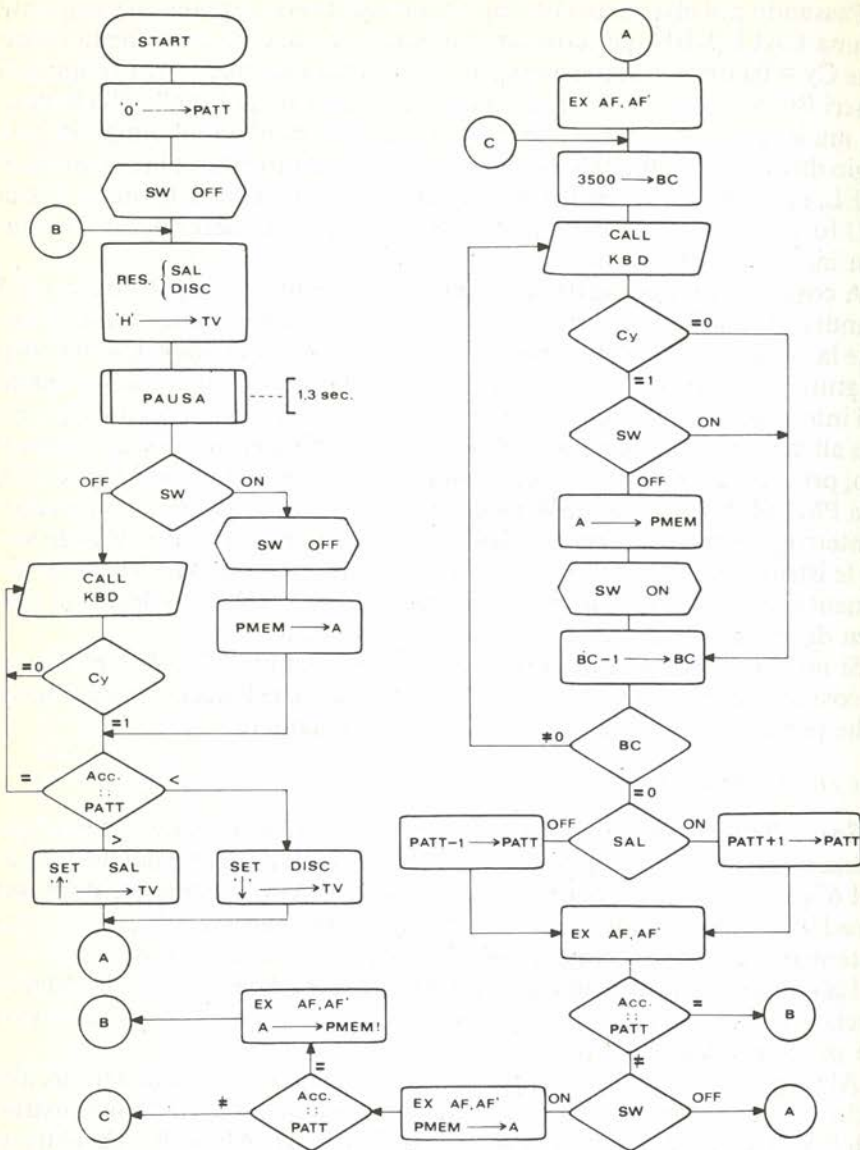 START
'0' → PATT
SW OFF
B
RES. { SAL
DISC
'H' → TV
PAUSA
1.3 sec.
OFF
SW
ON
SW OFF
PMEM → A
CALL
KBD
=0
Cy
=1
=
Acc.
::
PATT
<
>
SET SAL
'↑' → TV
SET DISC
'↓' → TV
A
A
EX AF, AF'
C
3500 → BC
CALL
KBD
Cy
=0
=1
SW
ON
OFF
A → PMEM
SW ON
BC-1 → BC
≠0
BC
=0
PATT-1 → PATT
OFF
SAL
ON
PATT+1 → PATT
EX AF, AF'
Acc.
::
PATT
=
B
≠
SW
OFF
A
ON
EX AF,AF'
PMEM → A
Acc.
::
PATT
≠
C
=
EX AF, AF'
A → PMEM!
B